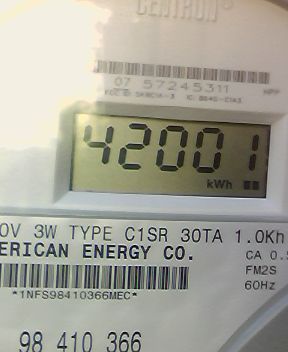 CENTRON®
07 57245311
42001
kWh
0V 3W TYPE C1SR 30TA 1.0Kh
ERICAN ENERGY CO.
CA 0.5
FM2S
60Hz
*1NFS98410366MEC*
98 410 366